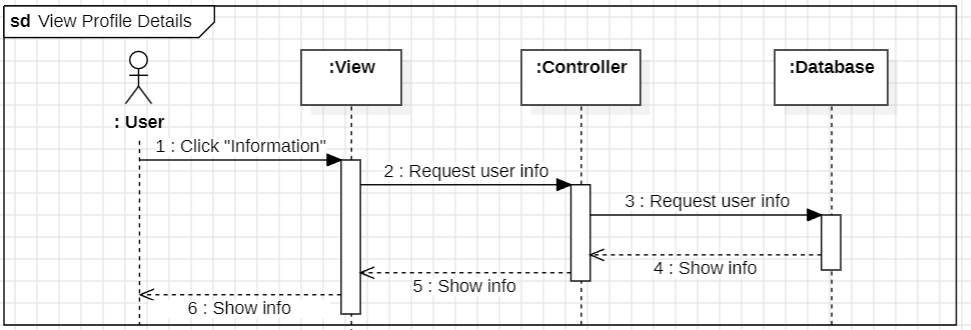 sd View Profile Details
:View
:Controller
:Database
: User
1 : Click "Information"
2 : Request user info
3 : Request user info
4 : Show info
5 : Show info
6 : Show info